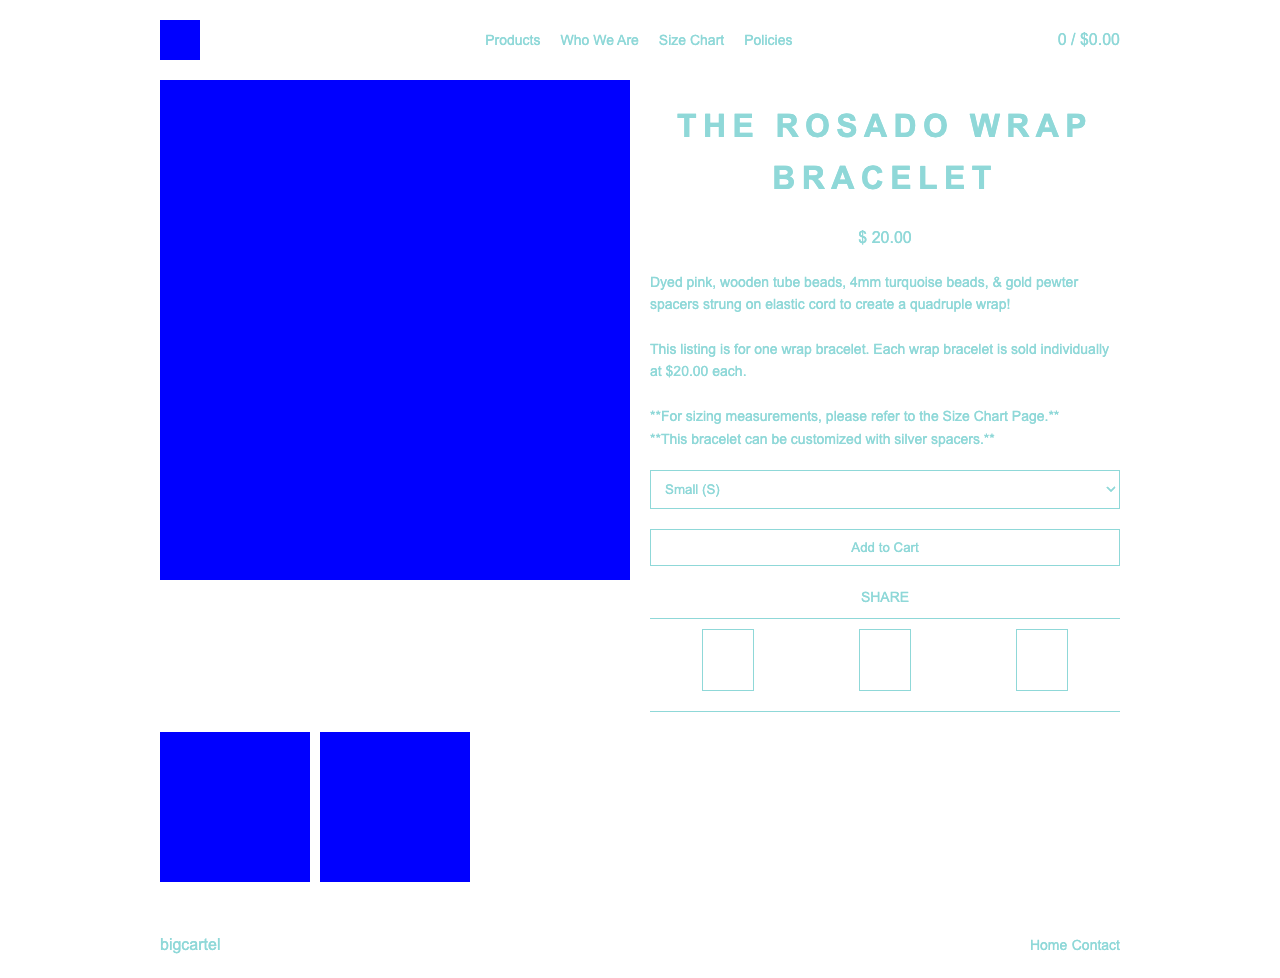 Products Who We Are Size Chart Policies 0 / $0.00
THE ROSADO WRAP
BRACELET
$ 20.00
Dyed pink, wooden tube beads, 4mm turquoise beads, & gold pewter
spacers strung on elastic cord to create a quadruple wrap!
This listing is for one wrap bracelet. Each wrap bracelet is sold individually
at $20.00 each.
**For sizing measurements, please refer to the Size Chart Page.**
**This bracelet can be customized with silver spacers.**
Small (S)
Add to Cart
SHARE
bigcartel Home Contact